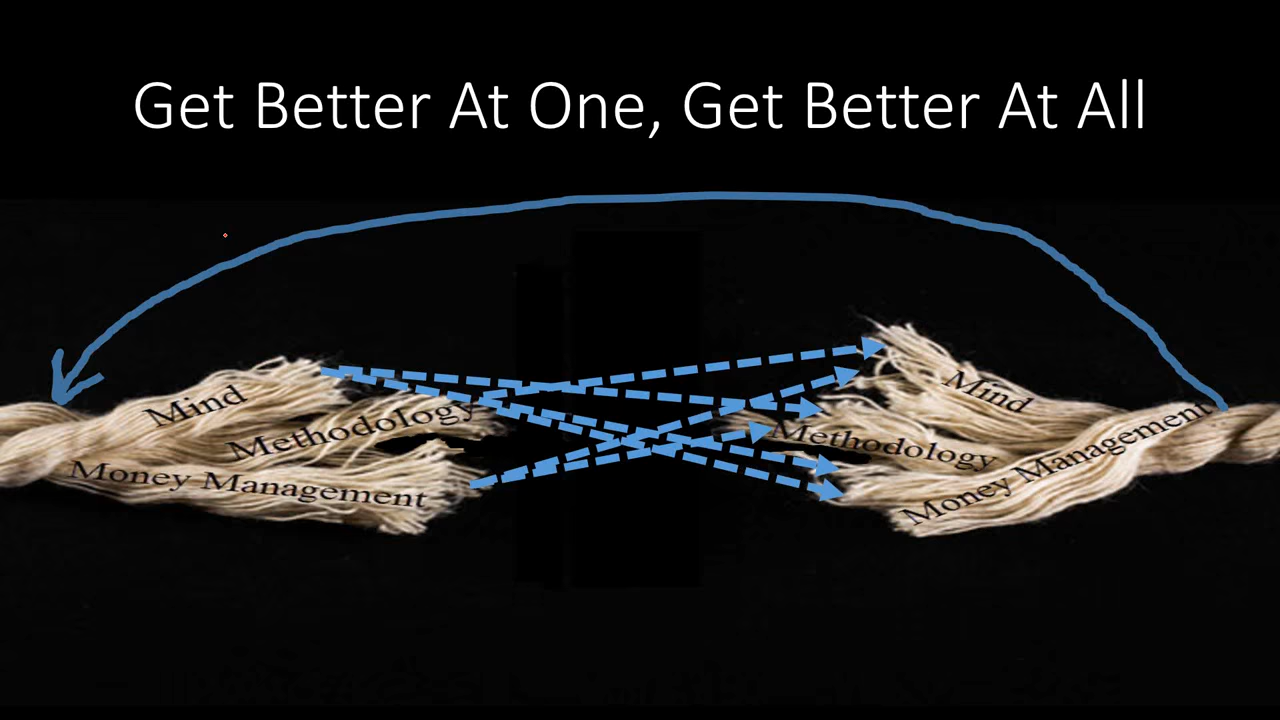 Get Better At One, Get Better At All
Mind
Methodology
Money Management
Mind
Methodology
Money Management